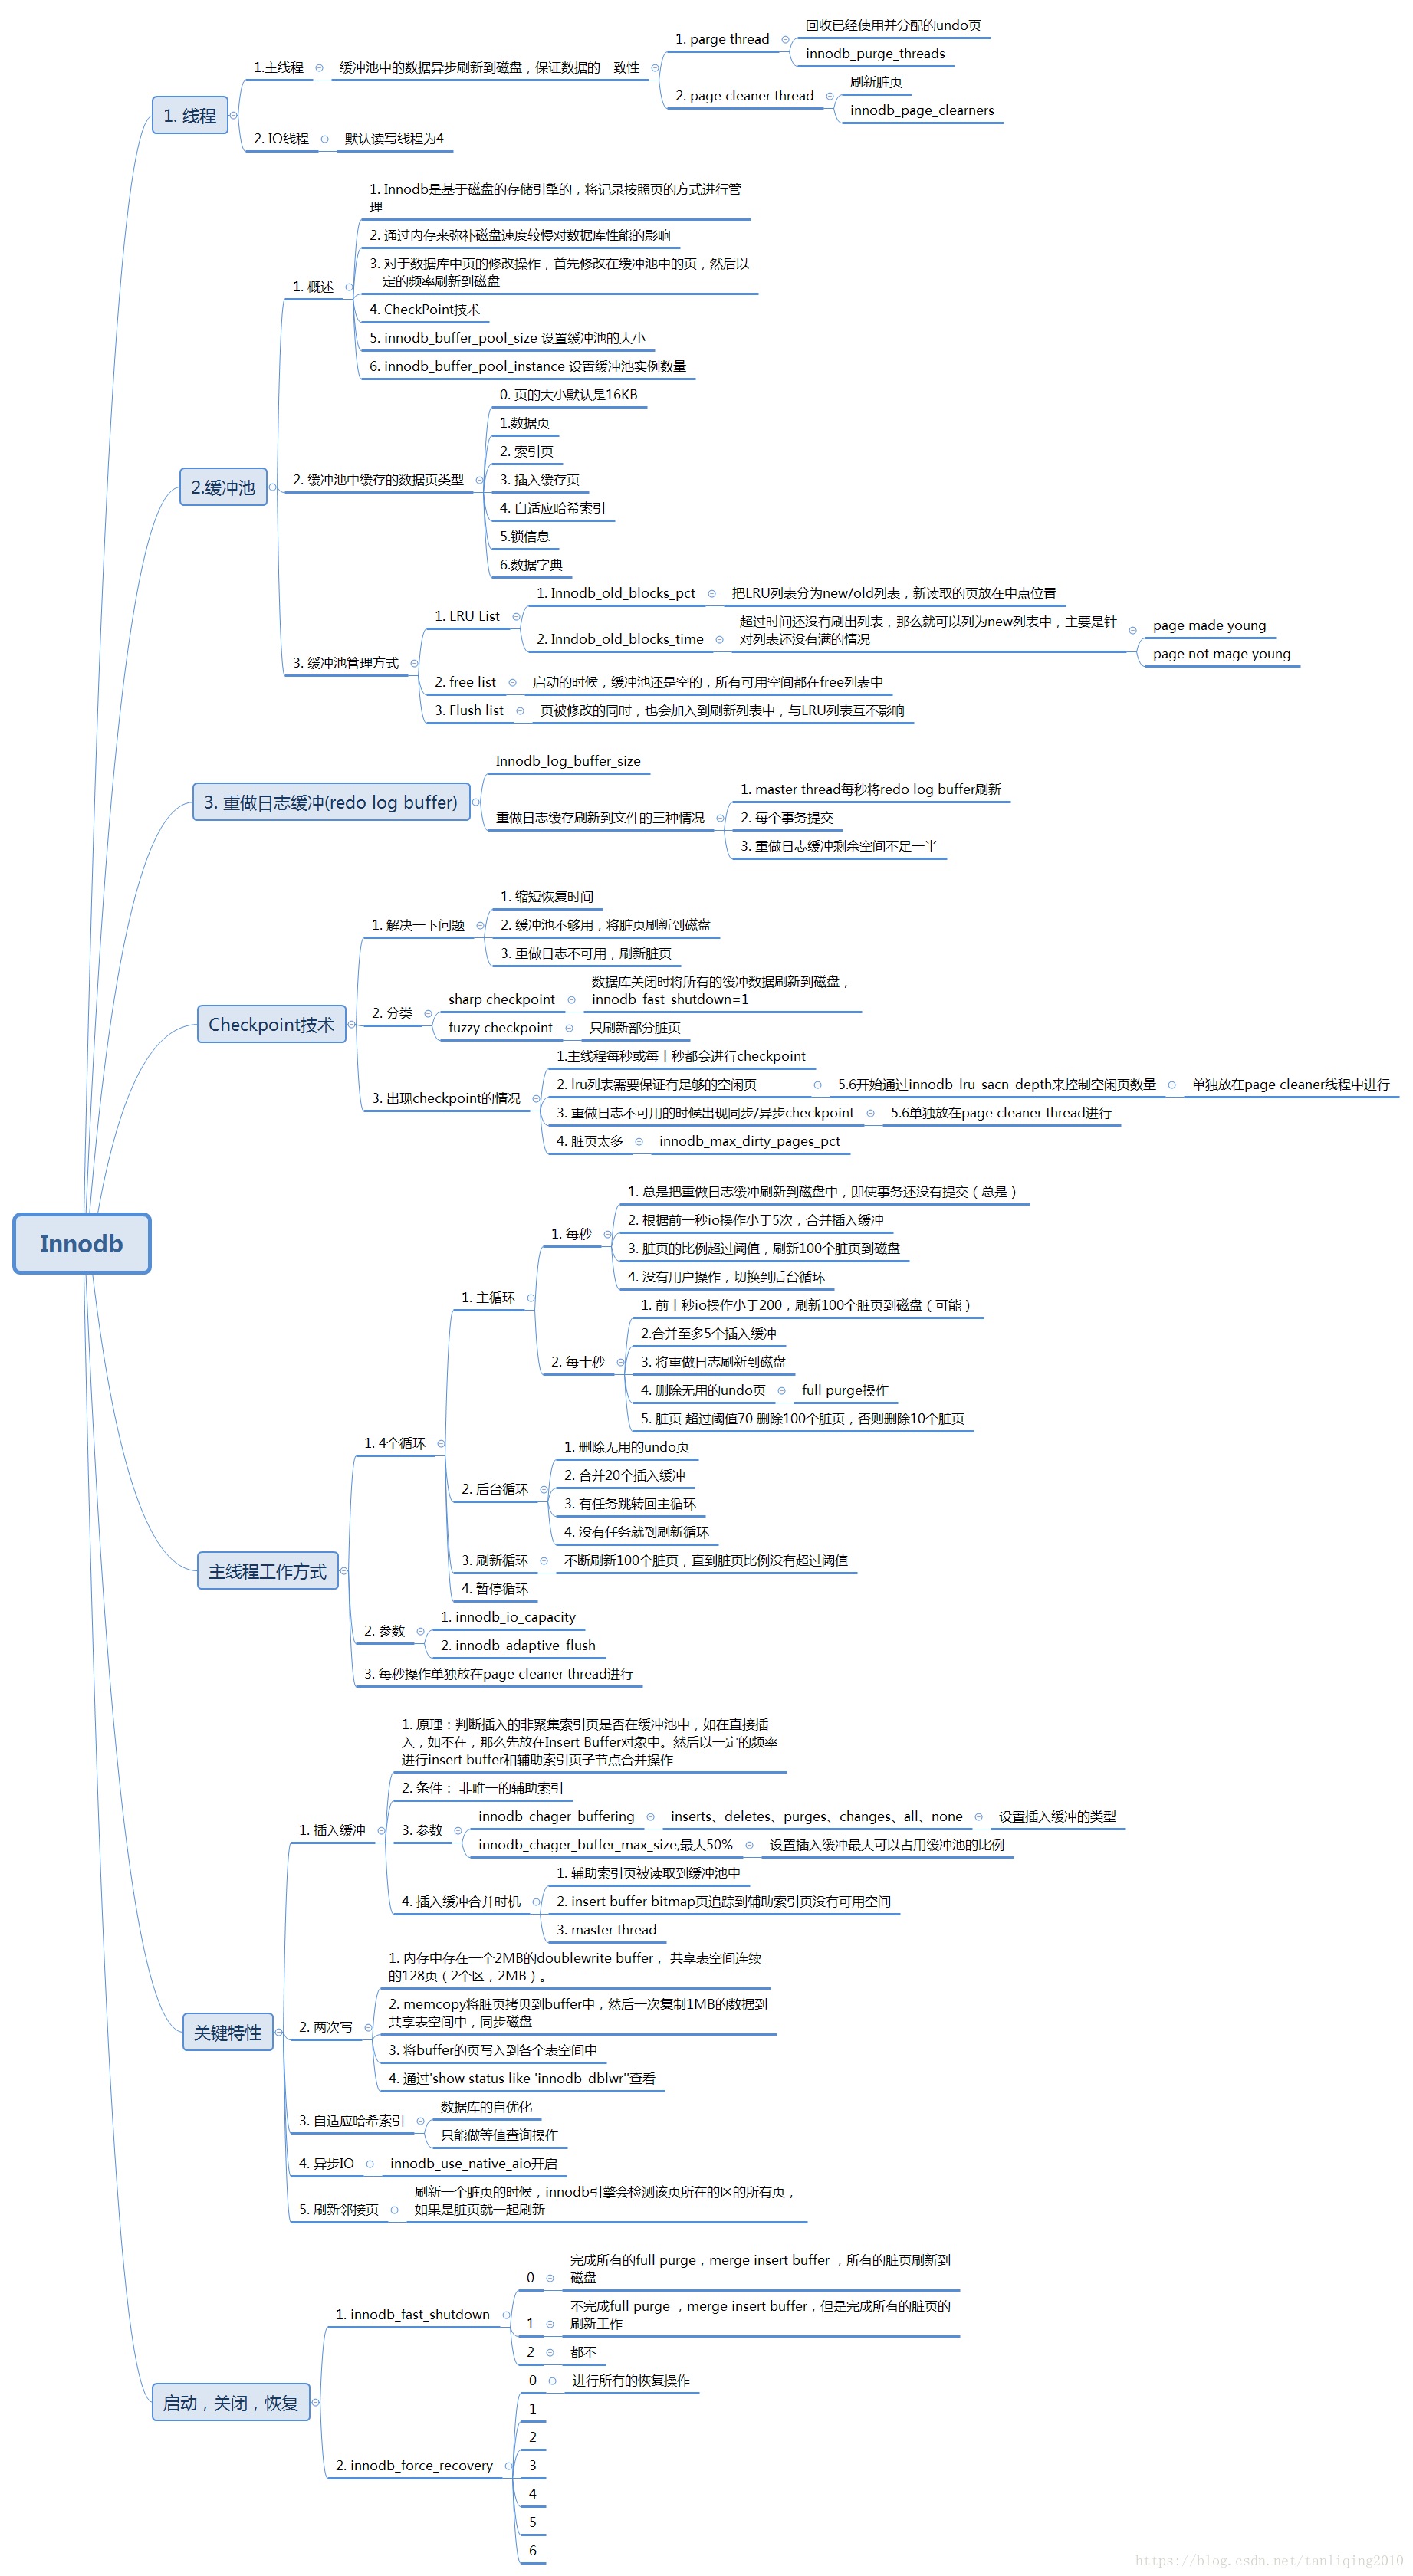 Innodb
1. 线程
1.主线程
缓冲池中的数据异步刷新到磁盘，保证数据的一致性
1. parge thread
回收已经使用并分配的undo页
innodb_purge_threads
2. page cleaner thread
刷新脏页
innodb_page_clearners
2. IO线程
默认读写线程为4
2.缓冲池
1. 概述
1. Innodb是基于磁盘的存储引擎的，将记录按照页的方式进行管
理
2. 通过内存来弥补磁盘速度较慢对数据库性能的影响
3. 对于数据库中页的修改操作，首先修改在缓冲池中的页，然后以
一定的频率刷新到磁盘
4. CheckPoint技术
5. innodb_buffer_pool_size 设置缓冲池的大小
6. innodb_buffer_pool_instance 设置缓冲池实例数量
2. 缓冲池中缓存的数据页类型
0. 页的大小默认是16KB
1.数据页
2. 索引页
3. 插入缓存页
4. 自适应哈希索引
5.锁信息
6.数据字典
3. 缓冲池管理方式
1. LRU List
1. Innodb_old_blocks_pct
把LRU列表分为new/old列表，新读取的页放在中点位置
2. Inndob_old_blocks_time
超过时间还没有刷出列表，那么就可以列为new列表中，主要是针
对列表还没有满的情况
page made young
page not mage young
2. free list
启动的时候，缓冲池还是空的，所有可用空间都在free列表中
3. Flush list
页被修改的同时，也会加入到刷新列表中，与LRU列表互不影响
3. 重做日志缓冲(redo log buffer)
Innodb_log_buffer_size
重做日志缓存刷新到文件的三种情况
1. master thread每秒将redo log buffer刷新
2. 每个事务提交
3. 重做日志缓冲剩余空间不足一半
Checkpoint技术
1. 解决一下问题
1. 缩短恢复时间
2. 缓冲池不够用，将脏页刷新到磁盘
3. 重做日志不可用，刷新脏页
2. 分类
sharp checkpoint
数据库关闭时将所有的缓冲数据刷新到磁盘，
innodb_fast_shutdown=1
fuzzy checkpoint
只刷新部分脏页
3. 出现checkpoint的情况
1.主线程每秒或每十秒都会进行checkpoint
2. lru列表需要保证有足够的空闲页
5.6开始通过innodb_lru_sacn_depth来控制空闲页数量
单独放在page cleaner线程中进行
3. 重做日志不可用的时候出现同步/异步checkpoint
5.6单独放在page cleaner thread进行
4. 脏页太多
innodb_max_dirty_pages_pct
主线程工作方式
1. 4个循环
1. 主循环
1. 每秒
1. 总是把重做日志缓冲刷新到磁盘中，即使事务还没有提交（总是）
2. 根据前一秒io操作小于5次，合并插入缓冲
3. 脏页的比例超过阈值，刷新100个脏页到磁盘
4. 没有用户操作，切换到后台循环
2. 每十秒
1. 前十秒io操作小于200，刷新100个脏页到磁盘（可能）
2.合并至多5个插入缓冲
3. 将重做日志刷新到磁盘
4. 删除无用的undo页
full purge操作
5. 脏页 超过阈值70 删除100个脏页，否则删除10个脏页
2. 后台循环
1. 删除无用的undo页
2. 合并20个插入缓冲
3. 有任务跳转回主循环
4. 没有任务就到刷新循环
3. 刷新循环
不断刷新100个脏页，直到脏页比例没有超过阈值
4. 暂停循环
2. 参数
1. innodb_io_capacity
2. innodb_adaptive_flush
3. 每秒操作单独放在page cleaner thread进行
关键特性
1. 插入缓冲
1. 原理：判断插入的非聚集索引页是否在缓冲池中，如在直接插
入，如不在，那么先放在Insert Buffer对象中。然后以一定的频率
进行insert buffer和辅助索引页子节点合并操作
2. 条件： 非唯一的辅助索引
3. 参数
innodb_chager_buffering
inserts、deletes、purges、changes、all、none
设置插入缓冲的类型
innodb_chager_buffer_max_size,最大50%
设置插入缓冲最大可以占用缓冲池的比例
4. 插入缓冲合并时机
1. 辅助索引页被读取到缓冲池中
2. insert buffer bitmap页追踪到辅助索引页没有可用空间
3. master thread
2. 两次写
1. 内存中存在一个2MB的doublewrite buffer， 共享表空间连续
的128页（2个区，2MB）。
2. memcopy将脏页拷贝到buffer中，然后一次复制1MB的数据到
共享表空间中，同步磁盘
3. 将buffer的页写入到各个表空间中
4. 通过'show status like 'innodb_dblwr''查看
3. 自适应哈希索引
数据库的自优化
只能做等值查询操作
4. 异步IO
innodb_use_native_aio开启
5. 刷新邻接页
刷新一个脏页的时候，innodb引擎会检测该页所在的区的所有页，
如果是脏页就一起刷新
启动，关闭，恢复
1. innodb_fast_shutdown
0
完成所有的full purge，merge insert buffer ，所有的脏页刷新到
磁盘
1
不完成full purge ，merge insert buffer，但是完成所有的脏页的
刷新工作
2
都不
2. innodb_force_recovery
0
进行所有的恢复操作
1
2
3
4
5
6
https://blog.csdn.net/tanliqing2010